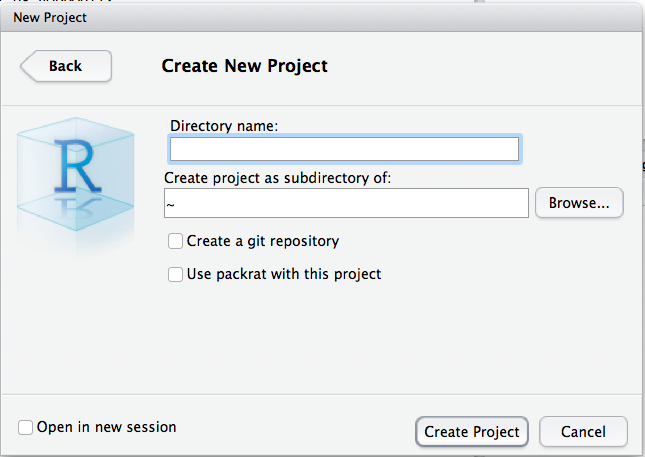 New Project
Back
Create New Project
R
Directory name:
Create project as subdirectory of:
~
Browse...
Create a git repository
Use packrat with this project
Open in new session
Create Project
Cancel